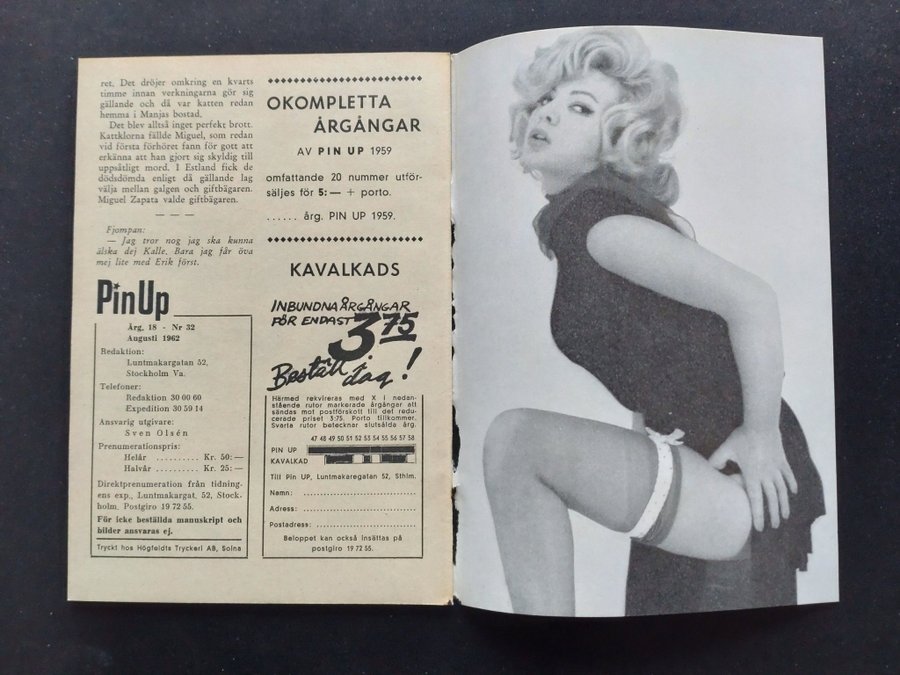 ret. Det dröjer omkring en kvarts
timme innan verkningarna gör sig
gällande och då var katten redan
hemma i Manjas bostad.
Det blev alltså inget perfekt brott.
Kattklorna fällde Miguel, som redan
vid första förhöret fann för gott att
erkänna att han gjort sig skyldig till
uppsåtligt mord. I Estland fick de
dödsdömda enligt då gällande lag
välja mellan galgen och giftbägaren.
Miguel Zapata valde giftbägaren.
— — —
Fjompan:
— Jag tror nog jag ska kunna
älska dej Kalle. Bara jag får öva
mej lite med Erik först.
PinUp
Årg. 18 - Nr 32
Augusti 1962
Redaktion:
Luntmakargatan 52,
Stockholm Va.
Telefoner:
Redaktion 30 00 60
Expedition 30 59 14
Ansvarig utgivare:
Sven Olsén
Prenumerationspris:
Helår .......... Kr. 50:—
Halvår .......... Kr. 25:—
Direktprenumeration från tidning-
ens exp., Luntmakargat. 52, Stock-
holm. Postgiro 19 72 55.
För icke beställda manuskript och
bilder ansvaras ej.
Tryckt hos Högfeldts Tryckeri AB, Solna
OKOMPLETTA
ÅRGÅNGAR
AV PIN UP 1959
omfattande 20 nummer utför-
säljes för 5:— + porto.
...... årg. PIN UP 1959.
KAVALKADS
INBUNDNA ÅRGÅNGAR
FÖR ENDAST 3 75
Beställ i dag!
Härmed rekvireras med X i nedan-
stående rutor markerade årgångar att
sändas mot postförskott till det redu-
cerade priset 3:75. Porto tillkommer.
Svarta rutor betecknar slutsålda årg.
47 48 49 50 51 52 53 54 55 56 57 58
PIN UP
KAVALKAD
Till Pin UP, Luntmakaregatan 52, Sthlm.
Namn: ..............................
Adress: ..............................
Postadress: ..............................
Beloppet kan också insättas på
postgiro 19 72 55.